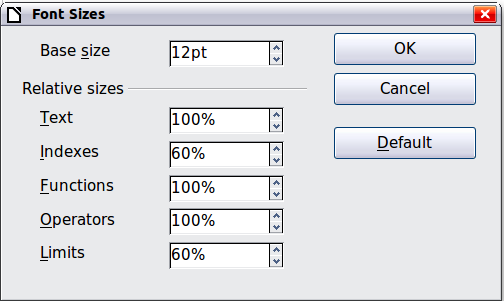 Font Sizes
Base size 12pt
OK
Relative sizes
Cancel
Text 100%
Default
Indexes 60%
Functions 100%
Operators 100%
Limits 60%